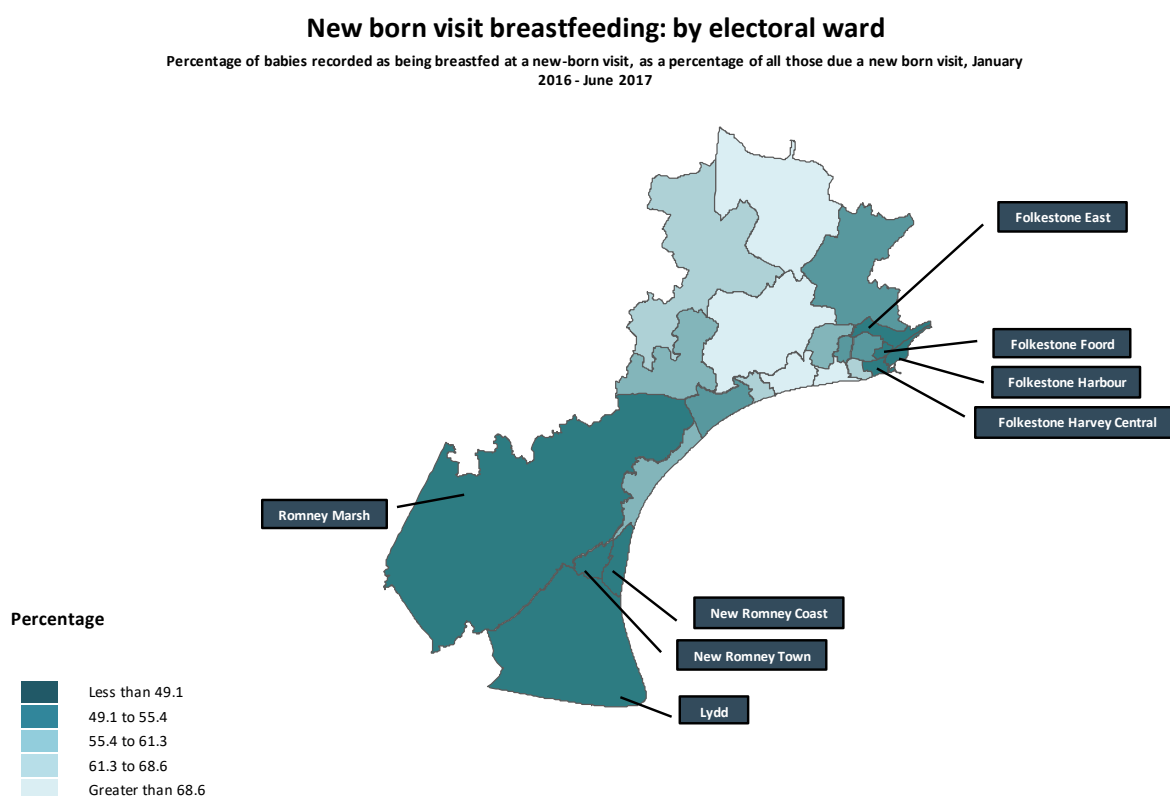 New born visit breastfeeding: by electoral ward
Percentage of babies recorded as being breastfed at a new-born visit, as a percentage of all those due a new born visit, January
2016 - June 2017
Folkestone East
Folkestone Foord
Folkestone Harbour
Folkestone Harvey Central
Romney Marsh
New Romney Coast
New Romney Town
Lydd
Percentage
Less than 49.1
49.1 to 55.4
55.4 to 61.3
61.3 to 68.6
Greater than 68.6